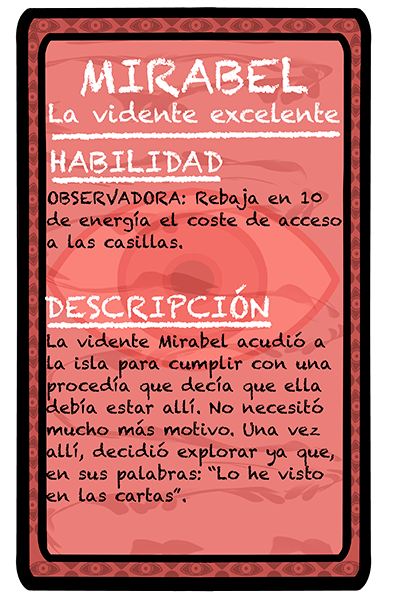 MIRABEL
La vidente excelente
HABILIDAD
OBSERVADORA: Rebaja en 10
de energía el coste de acceso
a las casillas.
DESCRIPCIÓN
La vidente Mirabel acudió a
la isla para cumplir con una
procedía que decía que ella
debía estar allí. No necesitó
mucho más motivo. Una vez
allí, decidió explorar ya que,
en sus palabras: “Lo he visto
en las cartas”.